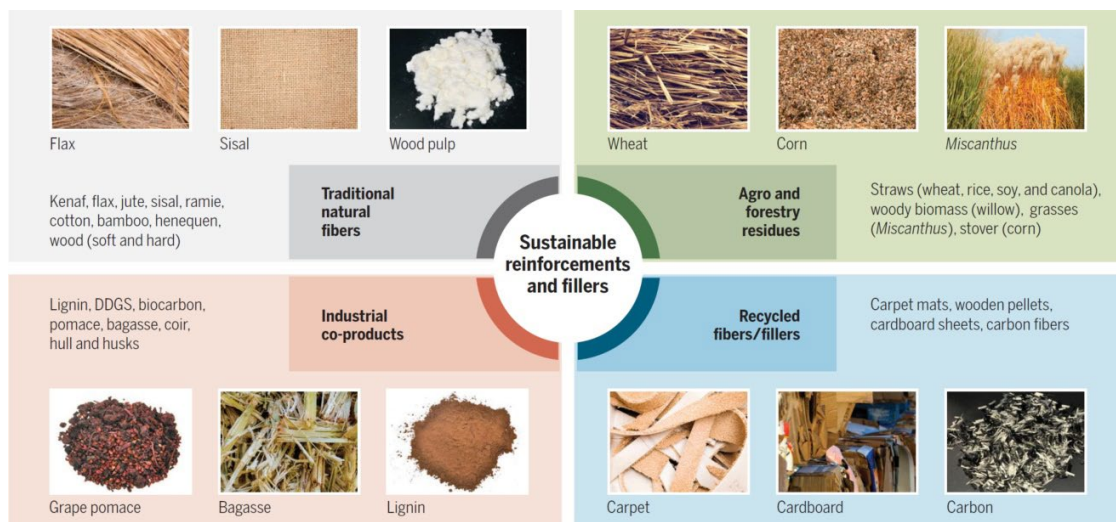 Flax
Sisal
Wood pulp
Kenaf, flax, jute, sisal, ramie,
cotton, bamboo, henequen,
wood (soft and hard)
Traditional
natural
fibers
Wheat
Corn
Miscanthus
Agro and
forestry
residues
Straws (wheat, rice, soy, and canola),
woody biomass (willow), grasses
(Miscanthus), stover (corn)
Sustainable
reinforcements
and fillers
Lignin, DDGS, biocarbon,
pomace, bagasse, coir,
hull and husks
Industrial
co-products
Grape pomace
Bagasse
Lignin
Recycled
fibers/fillers
Carpet mats, wooden pellets,
cardboard sheets, carbon fibers
Carpet
Cardboard
Carbon